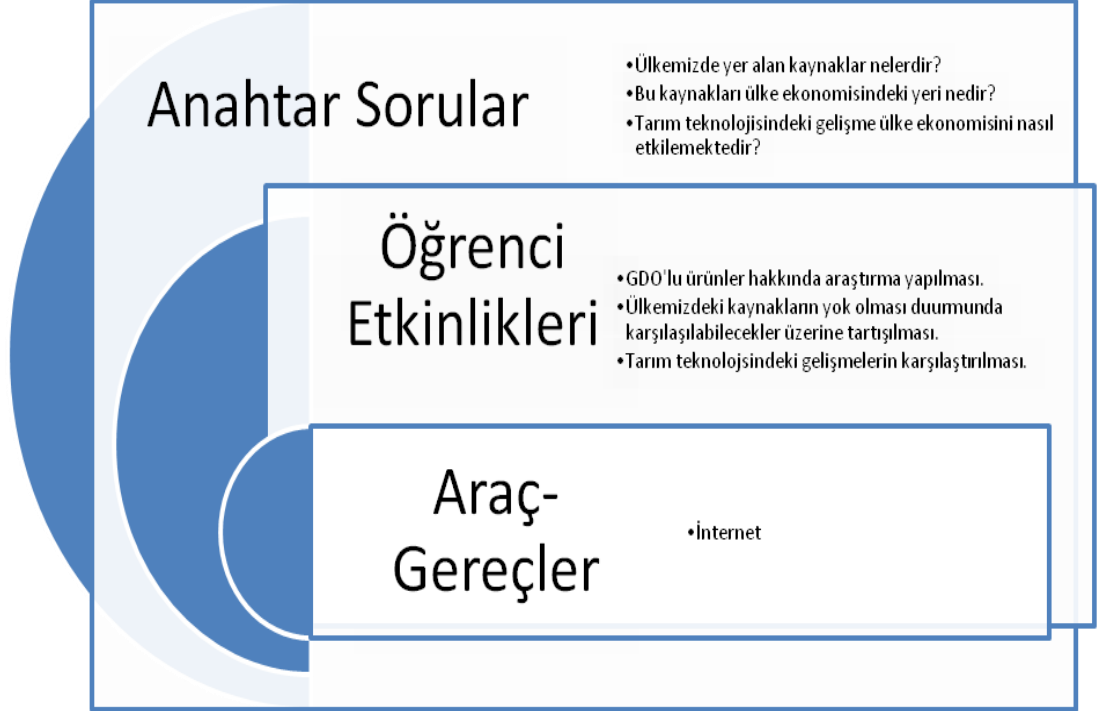 Anahtar Sorular
•Ülkemizde yer alan kaynaklar nelerdir?
•Bu kaynakları ülke ekonomisindeki yeri nedir?
•Tarım teknolojisindeki gelişme ülke ekonomisini nasıl
etkilemektedir?
Öğrenci
Etkinlikleri
•GDO'lu ürünler hakkında araştırma yapılması.
•Ülkemizdeki kaynakların yok olması duurmunda
karşılaşılabilecekler üzerine tartışılması.
•Tarım teknolojsindeki gelişmelerin karşılaştırılması.
Araç-
Gereçler
•İnternet